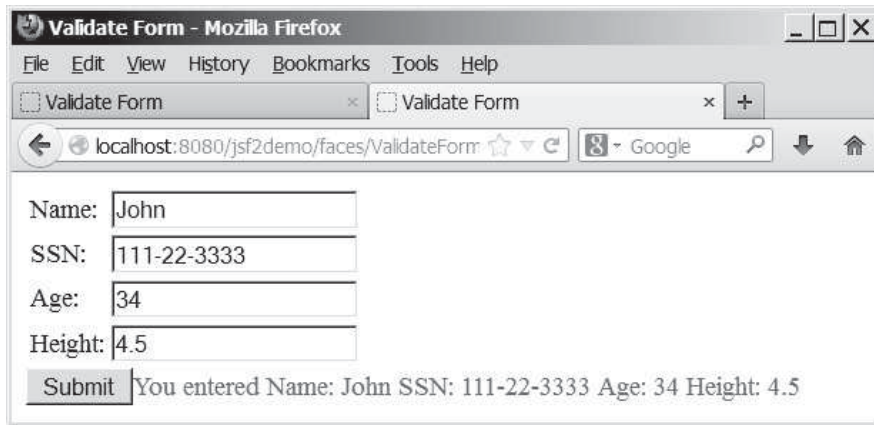 Validate Form - Mozilla Firefox
File Edit View History Bookmarks Tools Help
Validate Form × Validate Form × +
localhost:8080/jsf2demo/faces/ValidateForm 8 Google
Name: John
SSN: 111-22-3333
Age: 34
Height: 4.5
Submit You entered Name: John SSN: 111-22-3333 Age: 34 Height: 4.5